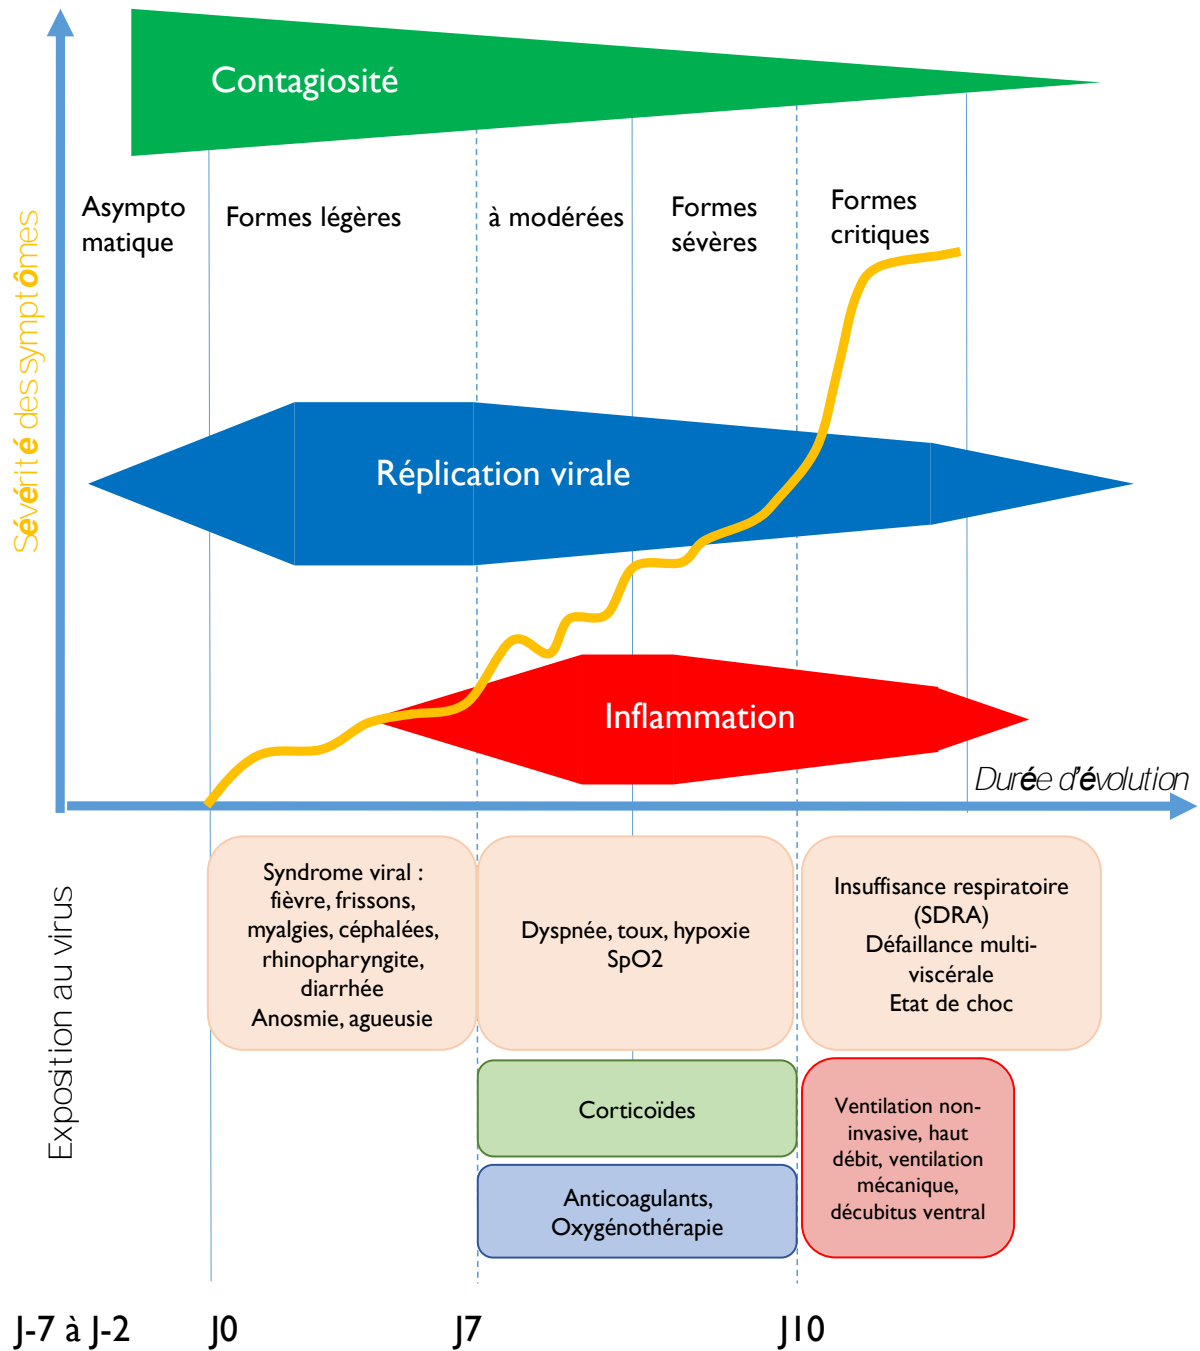 Contagiosité
Asympto
matique
Formes légères
à modérées
Formes
sévères
Formes
critiques
Sévérité des symptômes
Réplication virale
Inflammation
Durée d'évolution
Exposition au virus
Syndrome viral :
fièvre, frissons,
myalgies, céphalées,
rhinopharyngite,
diarrhée
Anosmie, agueusie
Dyspnée, toux, hypoxie
SpO2
Insuffisance respiratoire
(SDRA)
Défaillance multi-
viscérale
Etat de choc
Corticoïdes
Anticoagulants,
Oxygénothérapie
Ventilation non-
invasive, haut
débit, ventilation
mécanique,
décubitus ventral
J-7 à J-2
J0
J7
J10